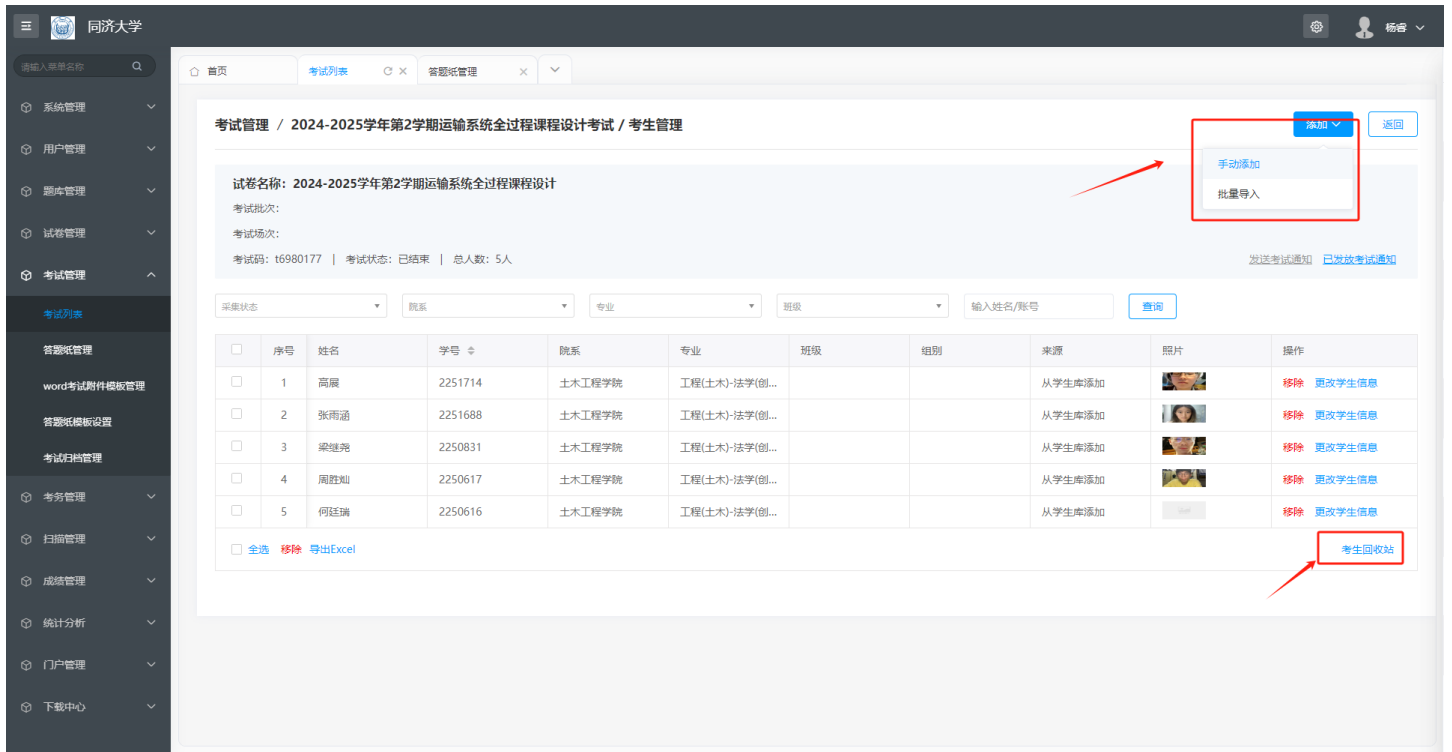 同济大学
杨睿
请输入菜单名称
首页
考试列表
答题纸管理
系统管理
用户管理
题库管理
试卷管理
考试管理
考试列表
答题纸管理
word考试附件模板管理
答题纸模板设置
考试归档管理
考务管理
扫描管理
成绩管理
统计分析
门户管理
下载中心
考试管理 / 2024-2025学年第2学期运输系统全过程课程设计考试 / 考生管理
添加
返回
手动添加
批量导入
试卷名称：2024-2025学年第2学期运输系统全过程课程设计
考试批次：
考试场次：
考试码：t6980177 | 考试状态：已结束 | 总人数：5人
发送考试通知 已发放考试通知
采集状态 院系 专业 班级 输入姓名/账号 查询
序号 姓名 学号 院系 专业 班级 组别 来源 照片 操作
1 高展 2251714 土木工程学院 工程(土木)-法学(创... 从学生库添加 移除 更改学生信息
2 张雨涵 2251688 土木工程学院 工程(土木)-法学(创... 从学生库添加 移除 更改学生信息
3 梁继尧 2250831 土木工程学院 工程(土木)-法学(创... 从学生库添加 移除 更改学生信息
4 周胜灿 2250617 土木工程学院 工程(土木)-法学(创... 从学生库添加 移除 更改学生信息
5 何廷瑞 2250616 土木工程学院 工程(土木)-法学(创... 从学生库添加 移除 更改学生信息
全选 移除 导出Excel
考生回收站